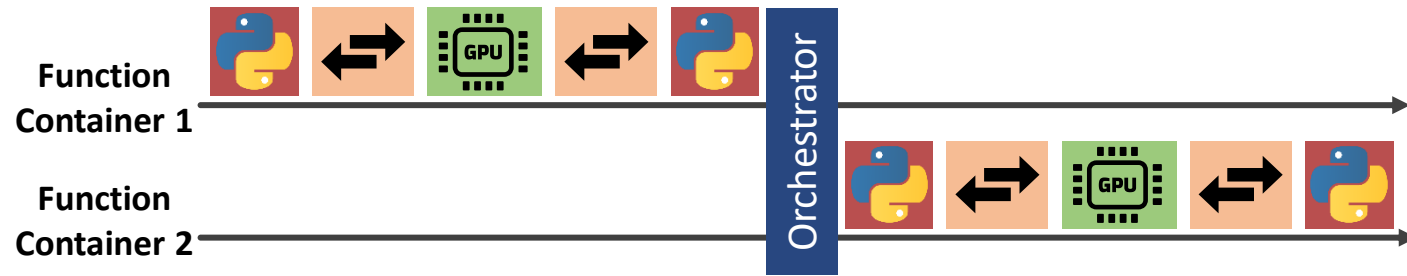 GPU
Function
Container 1
Orchestrator
GPU
Function
Container 2